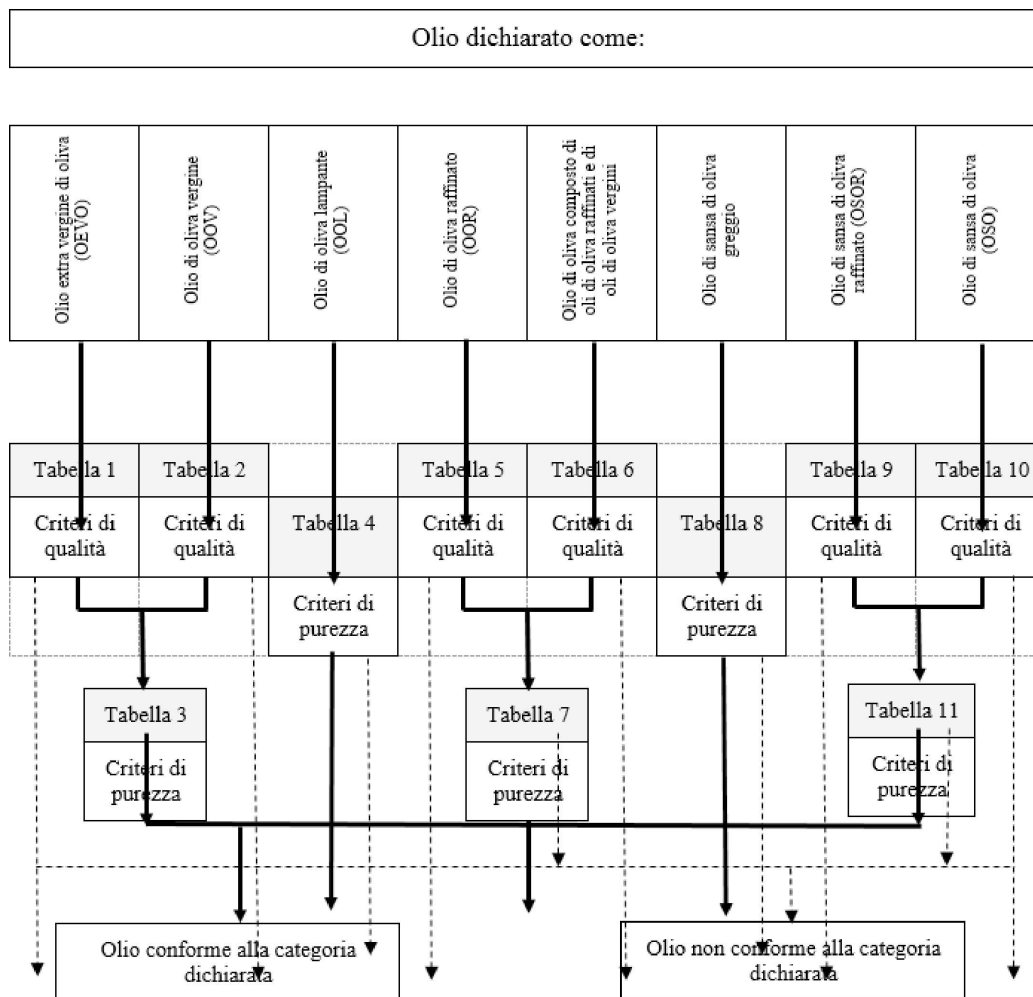 Olio dichiarato come:
Olio extra vergine di oliva
(OEVO)
Olio di oliva vergine
(OOV)
Olio di oliva lampante
(OOL)
Olio di oliva raffinato
(OOR)
Olio di oliva composto di
oli di oliva raffinati e di
oli di oliva vergini
Olio di sansa di oliva
greggio
Olio di sansa di oliva
raffinato (OSOR)
Olio di sansa di oliva
(OSO)
Tabella 1
Tabella 2
Tabella 5
Tabella 6
Tabella 9
Tabella 10
Criteri di
qualità
Criteri di
qualità
Tabella 4
Criteri di
qualità
Criteri di
qualità
Tabella 8
Criteri di
qualità
Criteri di
qualità
Criteri di
purezza
Criteri di
purezza
Tabella 3
Tabella 7
Tabella 11
Criteri di
purezza
Criteri di
purezza
Criteri di
purezza
Olio conforme alla categoria
dichiarata
Olio non conforme alla categoria
dichiarata